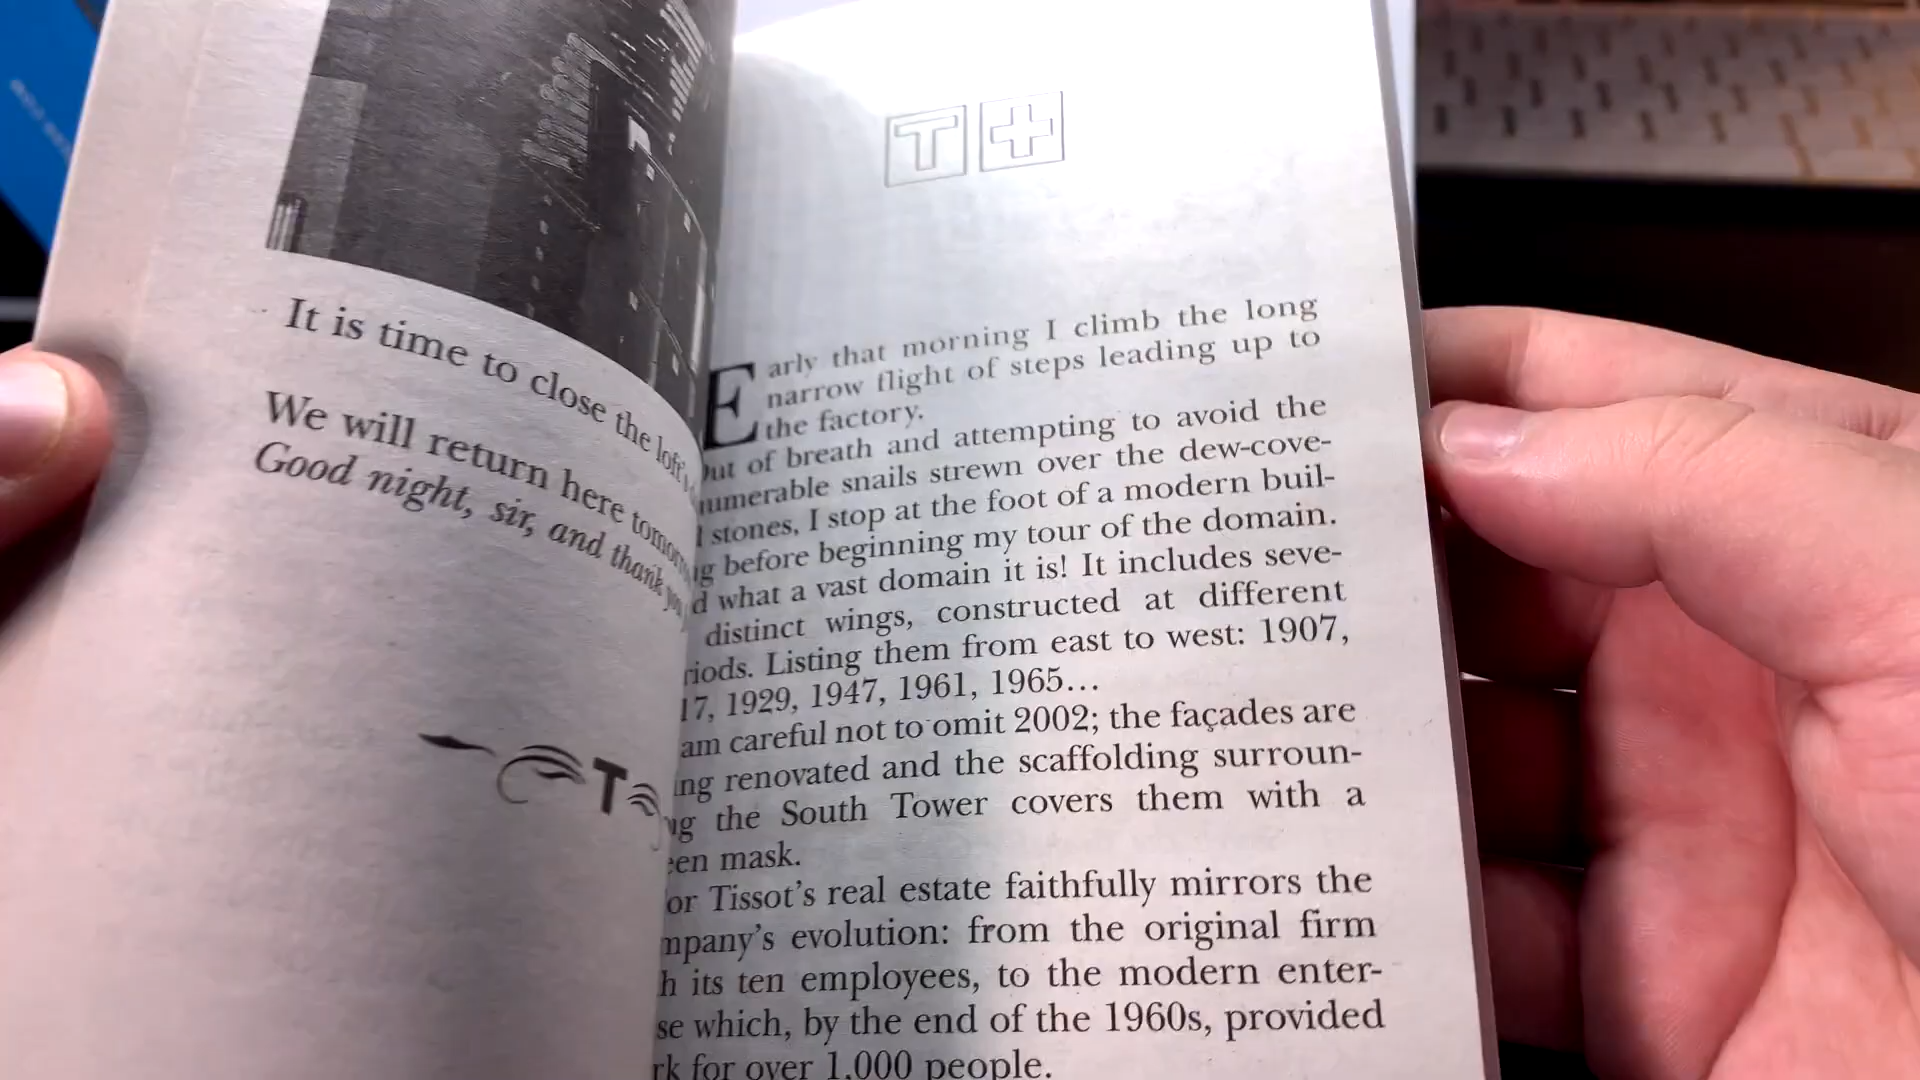 It is time to close the loft's
We will return here
Good night, sir, and thank you
T
T+
Early that morning I climb the long
narrow flight of steps leading up to
the factory.
out of breath and attempting to avoid the
numerable snails strewn over the dew-cove-
stones, I stop at the foot of a modern buil-
before beginning my tour of the domain.
what a vast domain it is! It includes seve-
distinct wings, constructed at different
riods. Listing them from east to west: 1907,
17, 1929, 1947, 1961, 1965...
am careful not to omit 2002; the façades are
ing renovated and the scaffolding surroun-
the South Tower covers them with a
een mask.
or Tissot's real estate faithfully mirrors the
mpany's evolution: from the original firm
h its ten employees, to the modern enter-
se which, by the end of the 1960s, provided
rk for over 1,000 people.